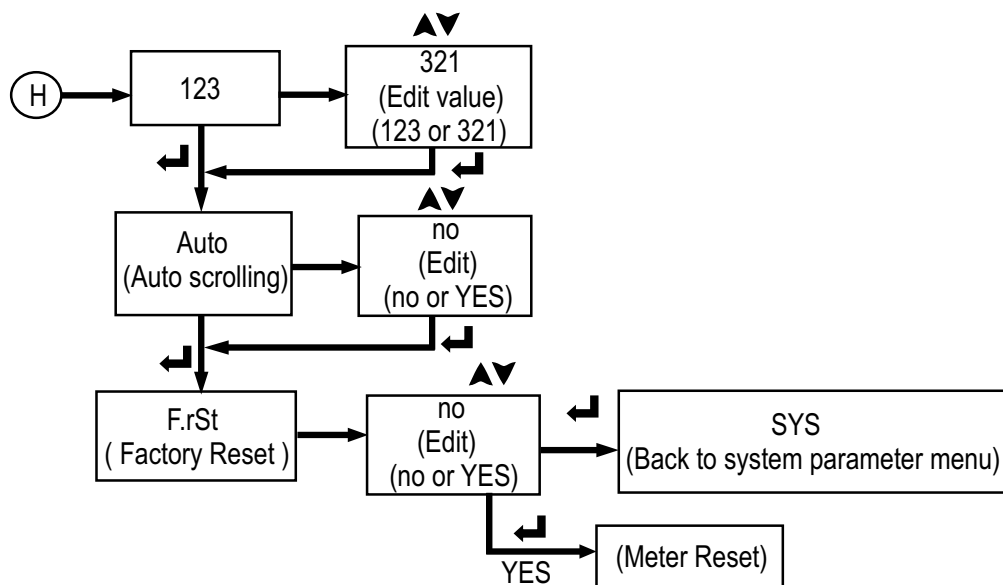 H
123
321
(Edit value)
(123 or 321)
Auto
(Auto scrolling)
no
(Edit)
(no or YES)
F.rSt
( Factory Reset )
no
(Edit)
(no or YES)
SYS
(Back to system parameter menu)
YES
(Meter Reset)